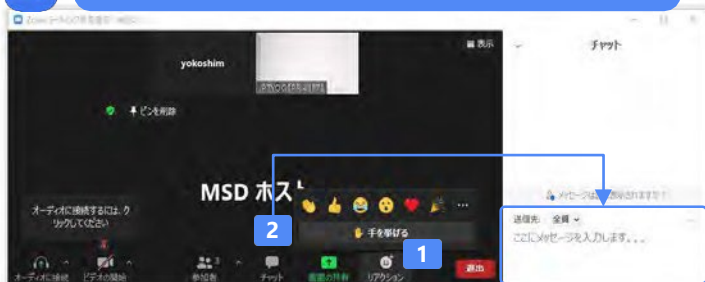 表示
チャット
yokoshim
ピンを削除
MSD ホスト
オーディオに接続するには、ク
リックしてください
手を挙げる
送信先: 全員
ここにメッセージを入力します...
2
1
3
オーディオに接続
ビデオの開始
参加者
チャット
画面の共有
リアクション
退出